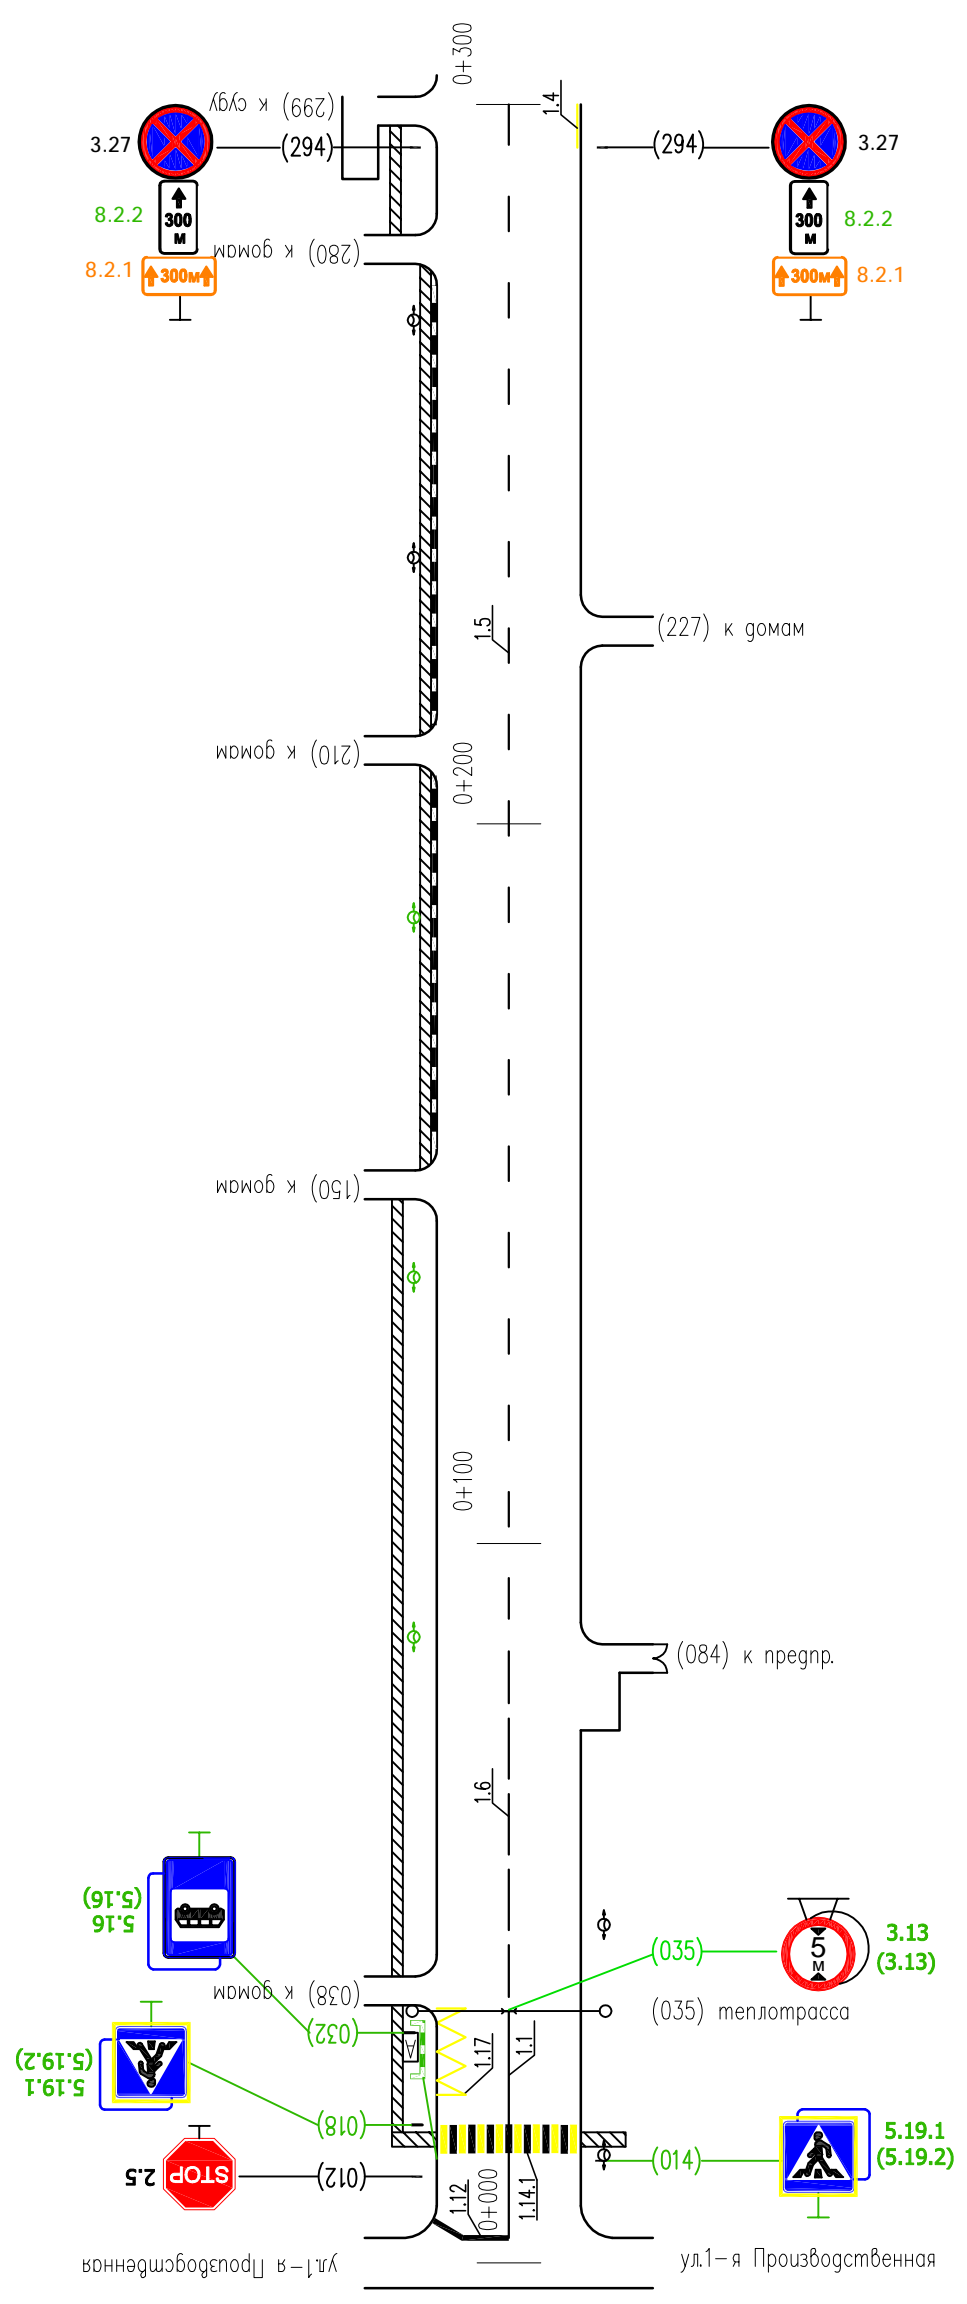 0+300
(299) к суду
1.4
3.27
(294)
(294)
3.27
300
м
8.2.2
300
м
8.2.2
(280) к домам
8.2.1
300м
300м
8.2.1
1.5
(227) к домам
(210) к домам
0+200
(150) к домам
0+100
(084) к предпр.
1.6
5.16
(5.16)
5
м
3.13
(3.13)
(035)
(038) к домам
(035) теплотрасса
(032)
А
1.17
1.1
5.19.1
(5.19.2)
(018)
5.19.1
(5.19.2)
(014)
2.5
STOP
(012)
1.12
0+000
1.14.1
ул.1-я Производственная
ул.1-я Производственная